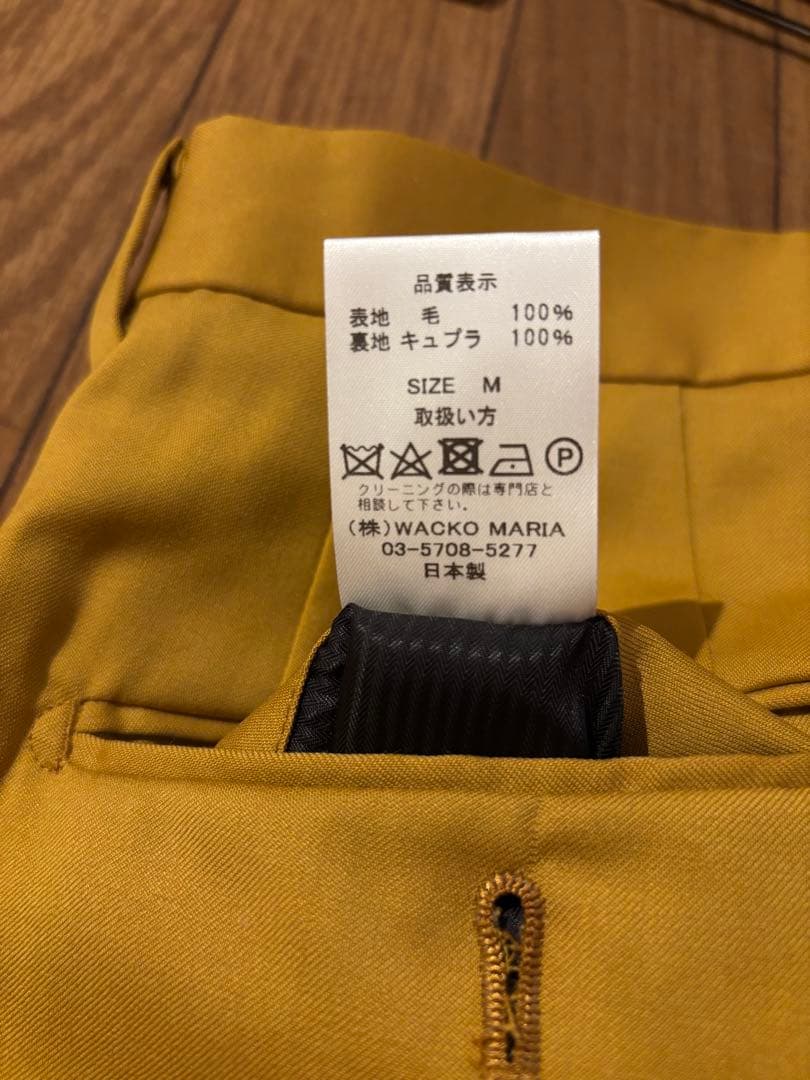 品質表示
表地 毛 100%
裏地 キュプラ 100%
SIZE M
取扱い方
P
クリーニングの際は専門店と
相談して下さい。
(株)WACKO MARIA
03-5708-5277
日本製